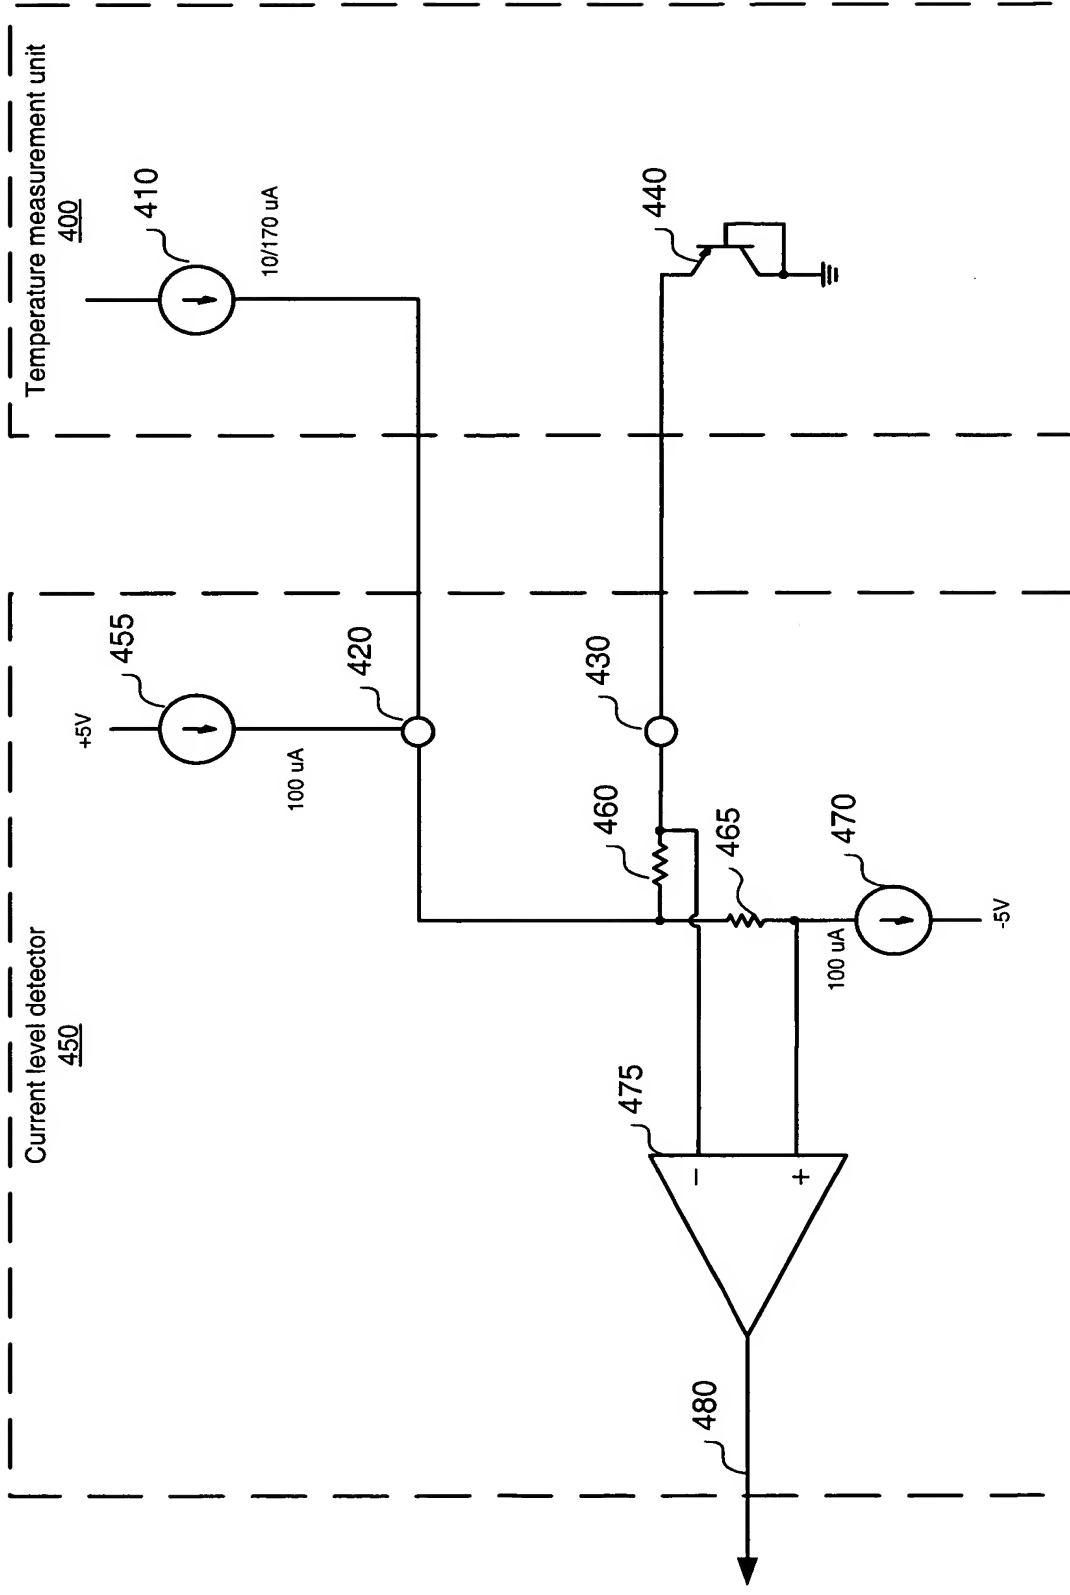 Temperature measurement unit
400
410
10/170 uA
440
Current level detector
450
+5V
455
100 uA
420
430
460
465
470
100 uA
-5V
475
−
+
480